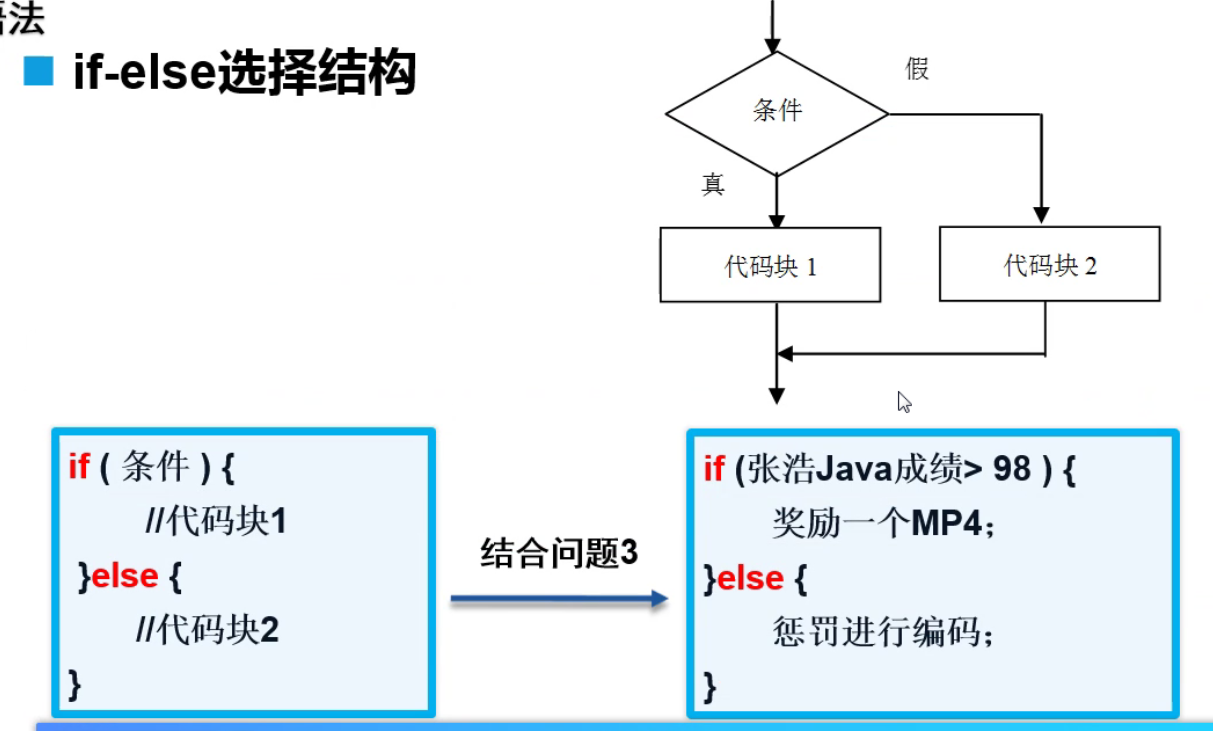 语法
if-else选择结构
假
条件
真
代码块 1
代码块 2
if ( 条件 ) {
//代码块1
}else {
//代码块2
}
结合问题3
if (张浩Java成绩> 98 ) {
奖励一个MP4;
}else {
惩罚进行编码;
}